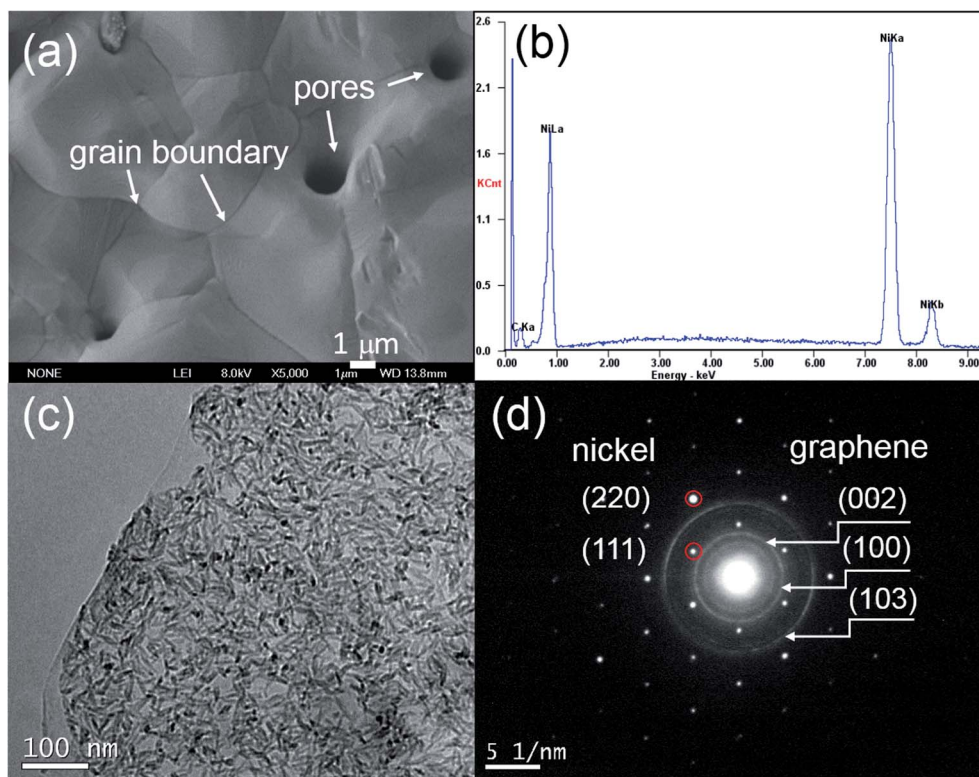 (a)
pores
grain boundary
1 μm
NONE LEI 8.0kV X5,000 1μm WD 13.8mm
(b)
2.6
2.1
1.6
KCnt
1.1
0.5
0.0
NiKa
NiLa
C Ka
NiKb
0.00 1.00 2.00 3.00 4.00 5.00 6.00 7.00 8.00 9.00
Energy - keV
(c)
100 nm
(d)
nickel graphene
(220) (002)
(111) (100)
(103)
5 1/nm